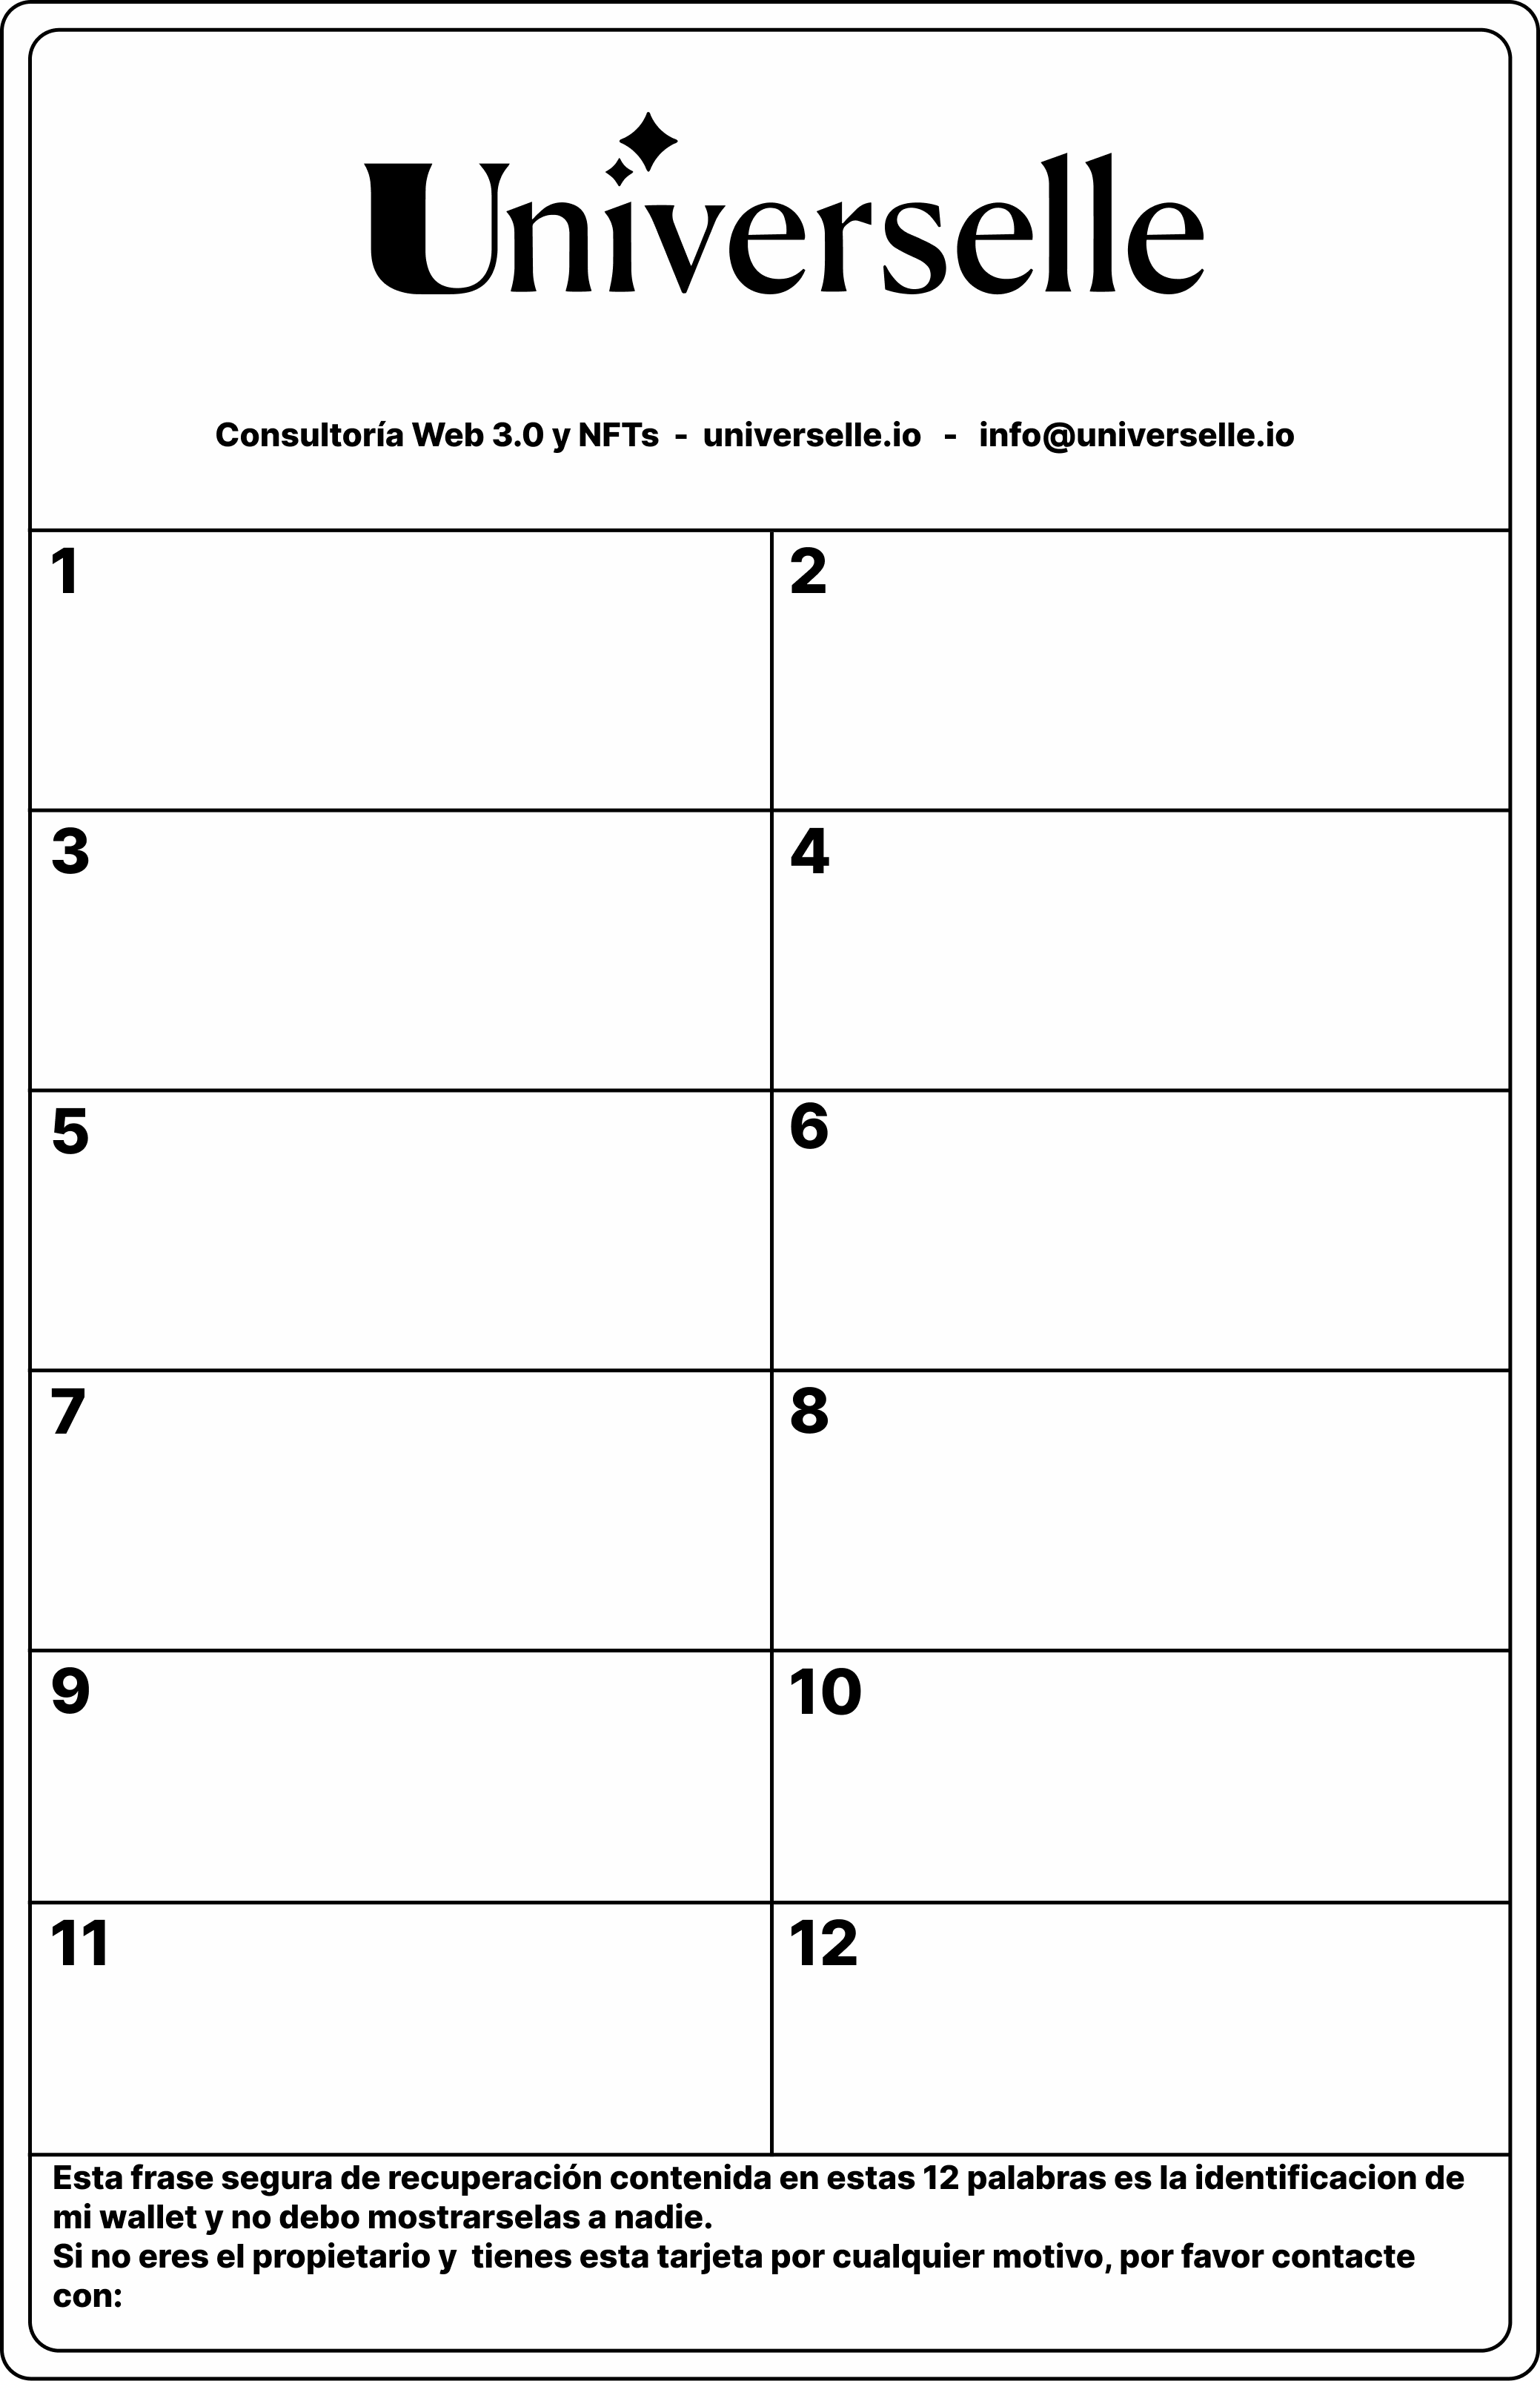 Universelle
Consultoría Web 3.0 y NFTs - universelle.io - info@universelle.io
1
2
3
4
5
6
7
8
9
10
11
12
Esta frase segura de recuperación contenida en estas 12 palabras es la identificacion de
mi wallet y no debo mostrarselas a nadie.
Si no eres el propietario y tienes esta tarjeta por cualquier motivo, por favor contacte
con: